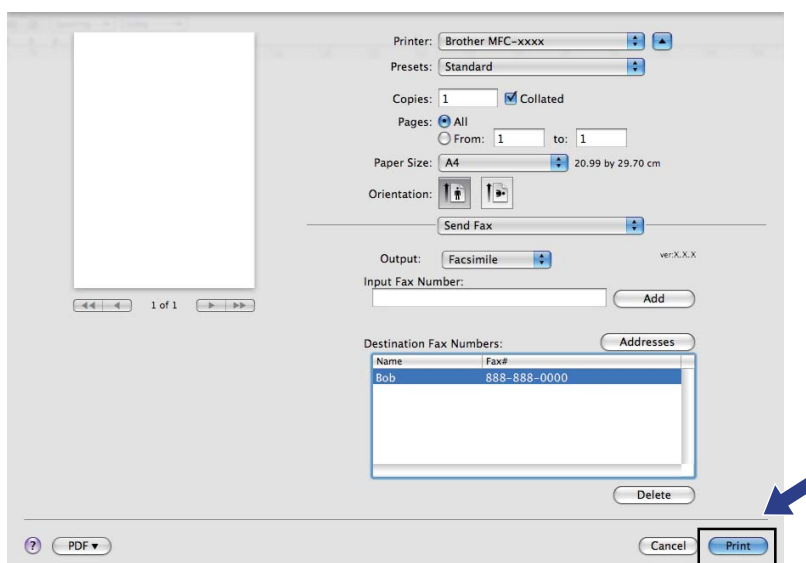 Printer: Brother MFC-xxxx
Presets: Standard
Copies: 1 Collated
Pages: All
From: 1 to: 1
Paper Size: A4 20.99 by 29.70 cm
Orientation:
Send Fax
Output: Facsimile ver:X.X.X
Input Fax Number:
Add
1 of 1
Destination Fax Numbers: Addresses
Name Fax#
Bob 888-888-0000
Delete
? PDF Cancel Print